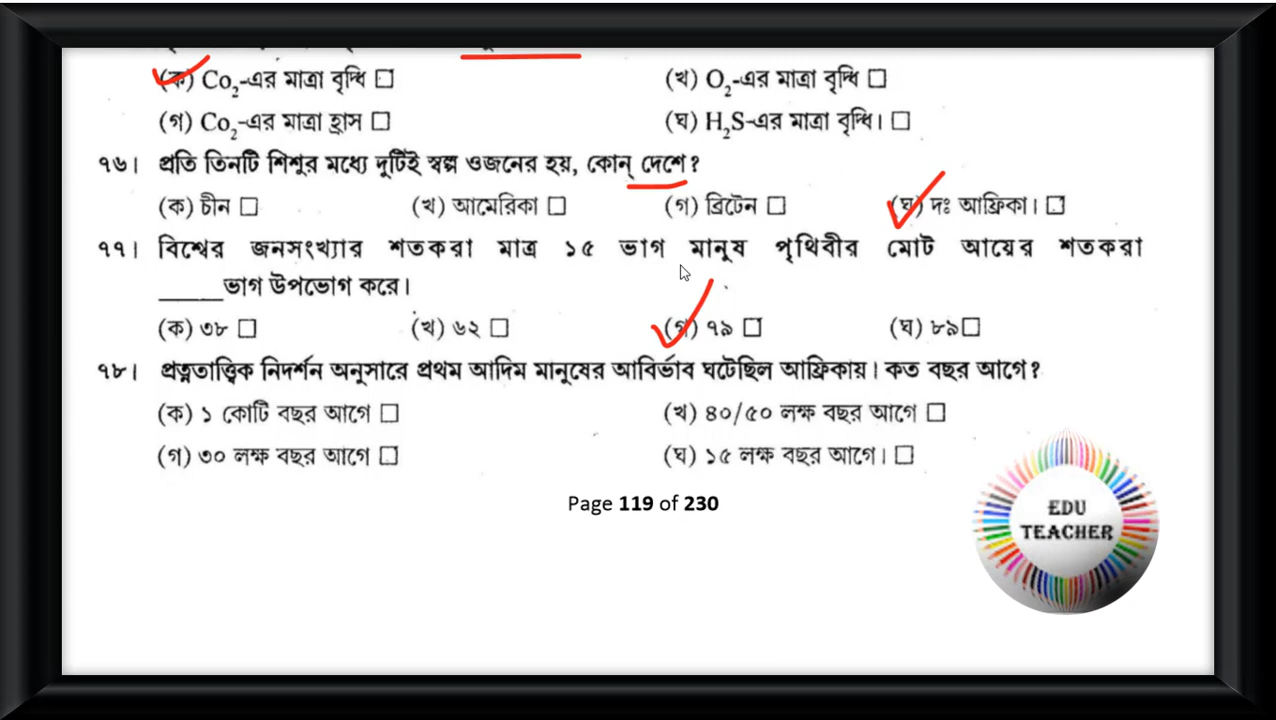 (ক) Co₂-এর মাত্রা বৃদ্ধি □ (খ) O₂-এর মাত্রা বৃদ্ধি □
(গ) Co₂-এর মাত্রা হ্রাস □ (ঘ) H₂S-এর মাত্রা বৃদ্ধি। □
৭৬। প্রতি তিনটি শিশুর মধ্যে দুটিই স্বল্প ওজনের হয়, কোন্ দেশে?
(ক) চীন □ (খ) আমেরিকা □ (গ) ব্রিটেন □ (ঘ) দঃ আফ্রিকা। □
৭৭। বিশ্বের জনসংখ্যার শতকরা মাত্র ১৫ ভাগ মানুষ পৃথিবীর মোট আয়ের শতকরা
_____ভাগ উপভোগ করে।
(ক) ৩৮ □ (খ) ৬২ □ (গ) ৭৯ □ (ঘ) ৮৯□
৭৮। প্রত্নতাত্ত্বিক নিদর্শন অনুসারে প্রথম আদিম মানুষের আবির্ভাব ঘটেছিল আফ্রিকায়। কত বছর আগে?
(ক) ১ কোটি বছর আগে □ (খ) ৪০/৫০ লক্ষ বছর আগে □
(গ) ৩০ লক্ষ বছর আগে □ (ঘ) ১৫ লক্ষ বছর আগে। □
Page 119 of 230
EDU
TEACHER